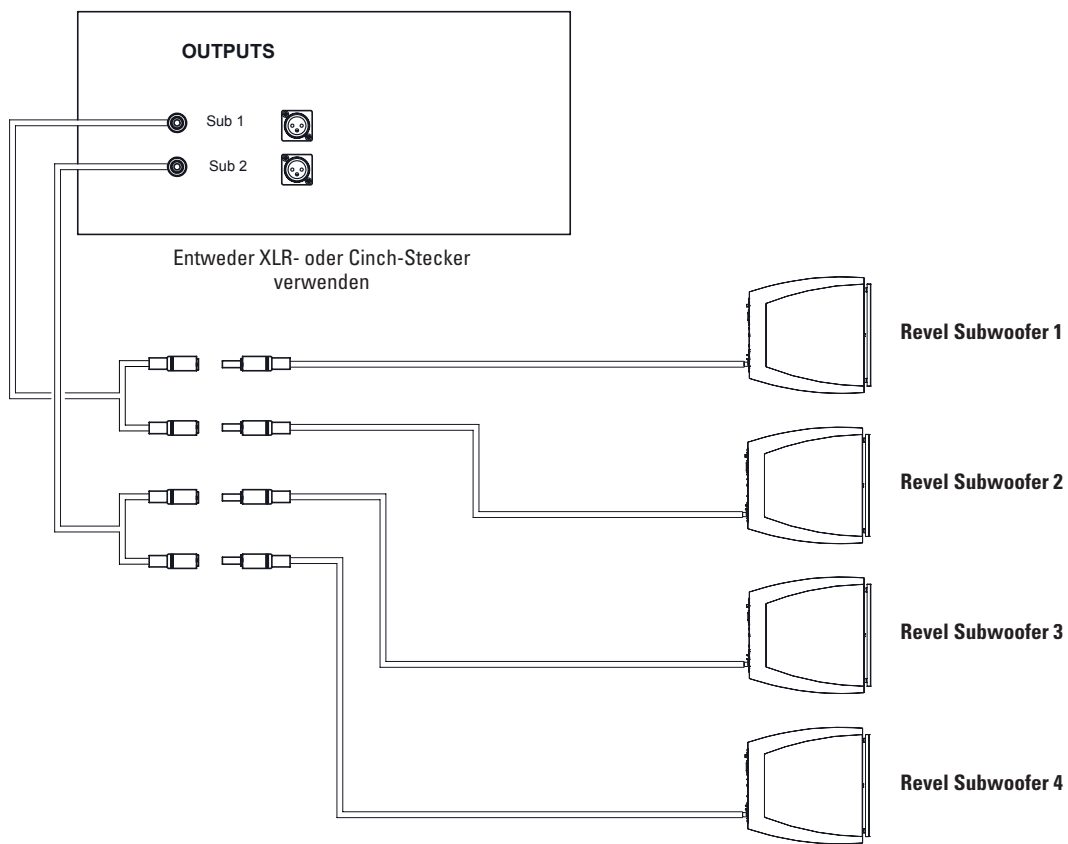 OUTPUTS
Sub 1
Sub 2
Entweder XLR- oder Cinch-Stecker
verwenden
Revel Subwoofer 1
Revel Subwoofer 2
Revel Subwoofer 3
Revel Subwoofer 4